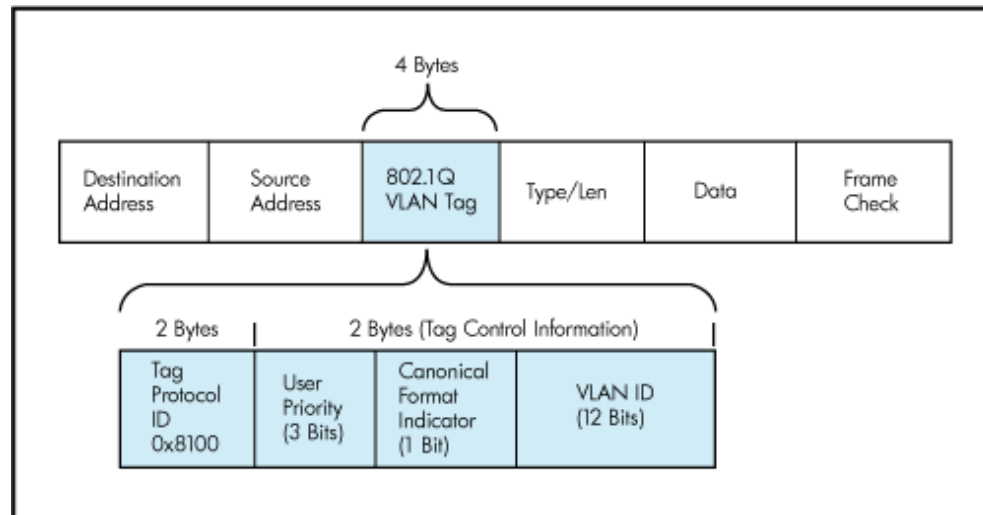 4 Bytes
Destination
Address
Source
Address
802.1Q
VLAN Tag
Type/Len
Data
Frame
Check
2 Bytes
2 Bytes (Tag Control Information)
Tag
Protocol
ID
0x8100
User
Priority
(3 Bits)
Canonical
Format
Indicator
(1 Bit)
VLAN ID
(12 Bits)